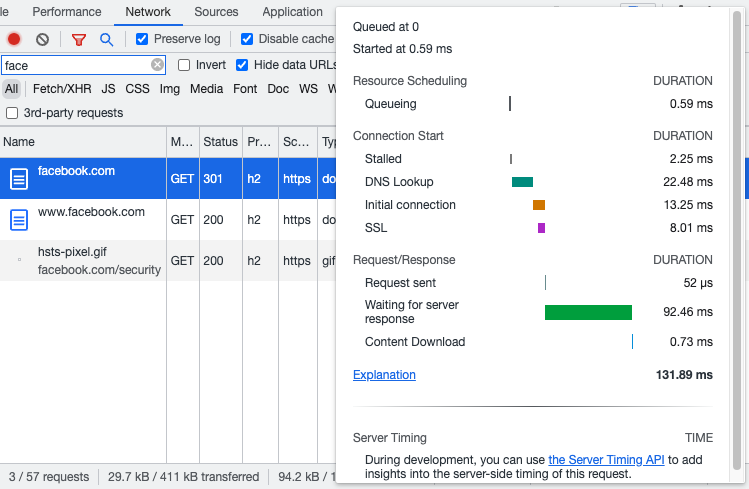 Performance Network Sources Application
Preserve log Disable cache
face Invert Hide data URLs
All Fetch/XHR JS CSS Img Media Font Doc WS
3rd-party requests
Name M... Status Pr... Sc...
facebook.com GET 301 h2 https
www.facebook.com GET 200 h2 https
hsts-pixel.gif
facebook.com/security GET 200 h2 https
3 / 57 requests 29.7 kB / 411 kB transferred 94.2 kB /
Queued at 0
Started at 0.59 ms
Resource Scheduling DURATION
Queueing 0.59 ms
Connection Start DURATION
Stalled 2.25 ms
DNS Lookup 22.48 ms
Initial connection 13.25 ms
SSL 8.01 ms
Request/Response DURATION
Request sent 52 μs
Waiting for server
response 92.46 ms
Content Download 0.73 ms
Explanation 131.89 ms
Server Timing TIME
During development, you can use the Server Timing API to add
insights into the server-side timing of this request.